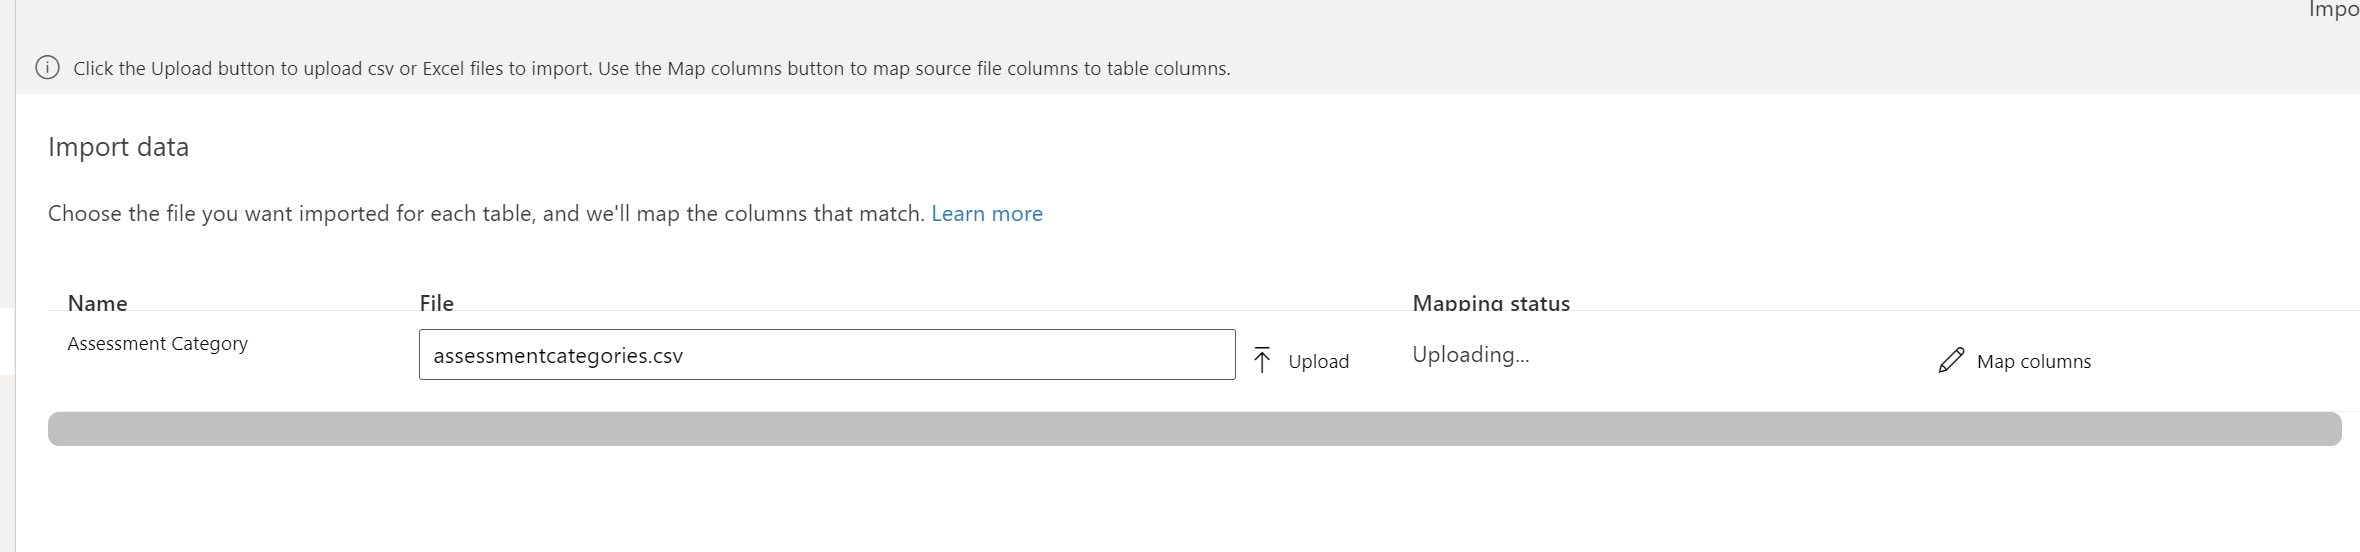 Impo
Click the Upload button to upload csv or Excel files to import. Use the Map columns button to map source file columns to table columns.
Import data
Choose the file you want imported for each table, and we'll map the columns that match. Learn more
Name File Mapping status
Assessment Category assessmentcategories.csv Upload Uploading... Map columns